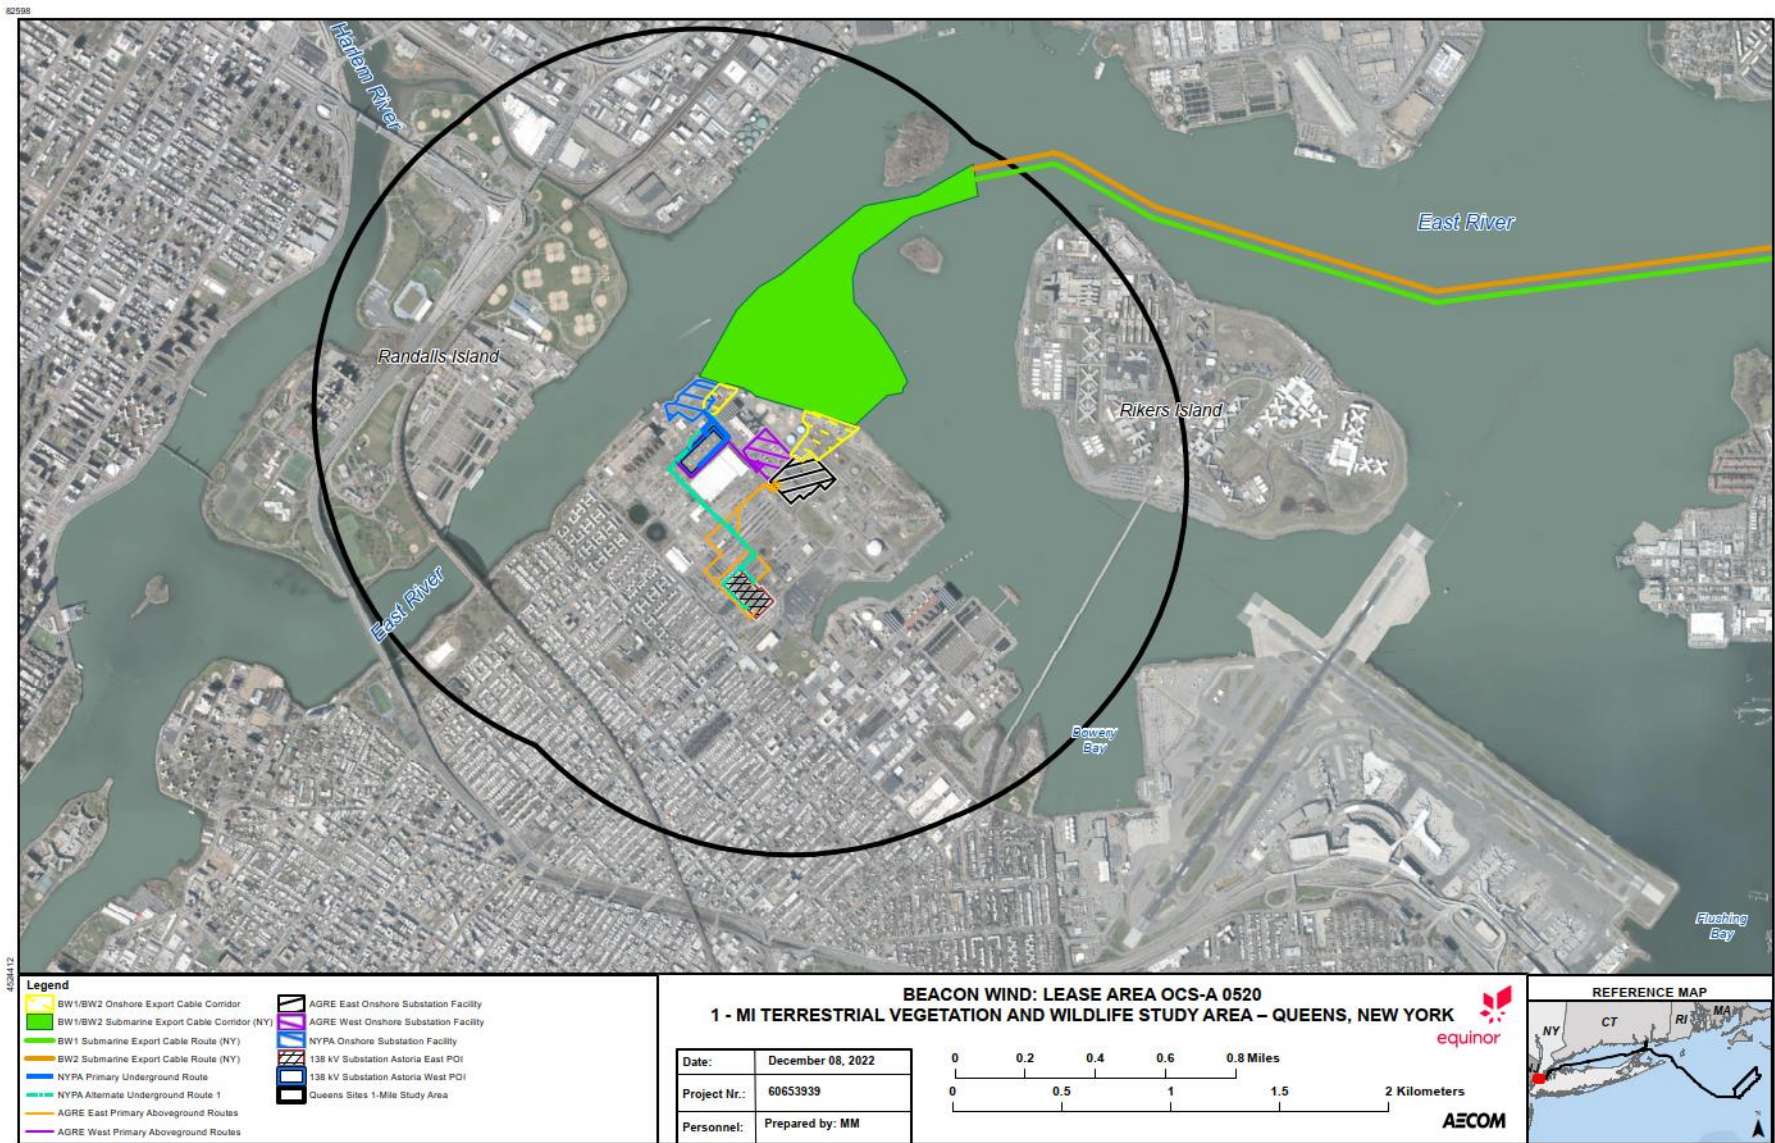 82598
Harlem River
East River
Randalls Island
Rikers Island
East River
Bowery
Bay
Flushing
Bay
4524412
Legend
BW1/BW2 Onshore Export Cable Corridor
BW1/BW2 Submarine Export Cable Corridor (NY)
BW1 Submarine Export Cable Route (NY)
BW2 Submarine Export Cable Route (NY)
NYPA Primary Underground Route
NYPA Alternate Underground Route 1
AGRE East Primary Aboveground Routes
AGRE West Primary Aboveground Routes
AGRE East Onshore Substation Facility
AGRE West Onshore Substation Facility
NYPA Onshore Substation Facility
138 kV Substation Astoria East POI
138 kV Substation Astoria West POI
Queens Sites 1-Mile Study Area
BEACON WIND: LEASE AREA OCS-A 0520
1 - MI TERRESTRIAL VEGETATION AND WILDLIFE STUDY AREA – QUEENS, NEW YORK
equinor
Date: December 08, 2022
Project Nr.: 60653939
Personnel: Prepared by: MM
0 0.2 0.4 0.6 0.8 Miles
0 0.5 1 1.5 2 Kilometers
AECOM
REFERENCE MAP
NY CT RI MA
NJ
N